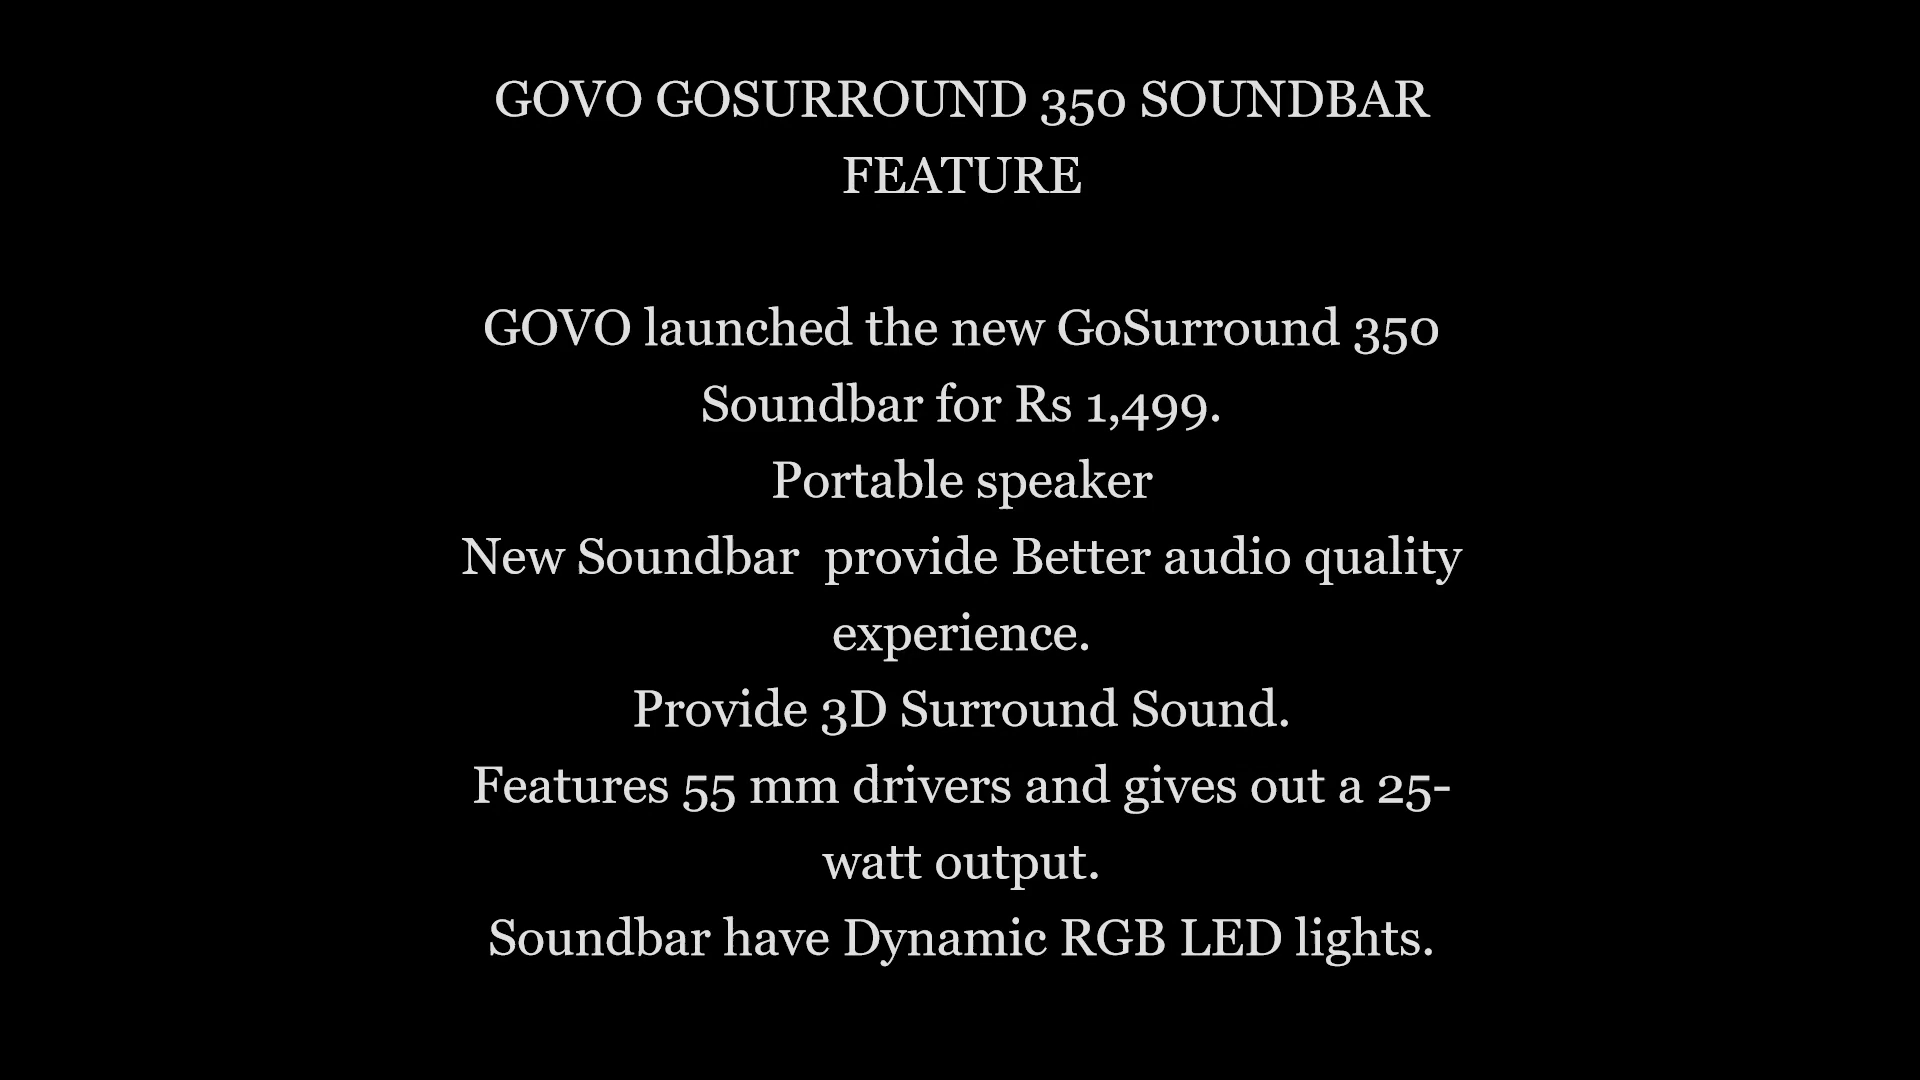 GOVO GOSURROUND 350 SOUNDBAR
FEATURE
GOVO launched the new GoSurround 350
Soundbar for Rs 1,499.
Portable speaker
New Soundbar  provide Better audio quality
experience.
Provide 3D Surround Sound.
Features 55 mm drivers and gives out a 25-
watt output.
Soundbar have Dynamic RGB LED lights.